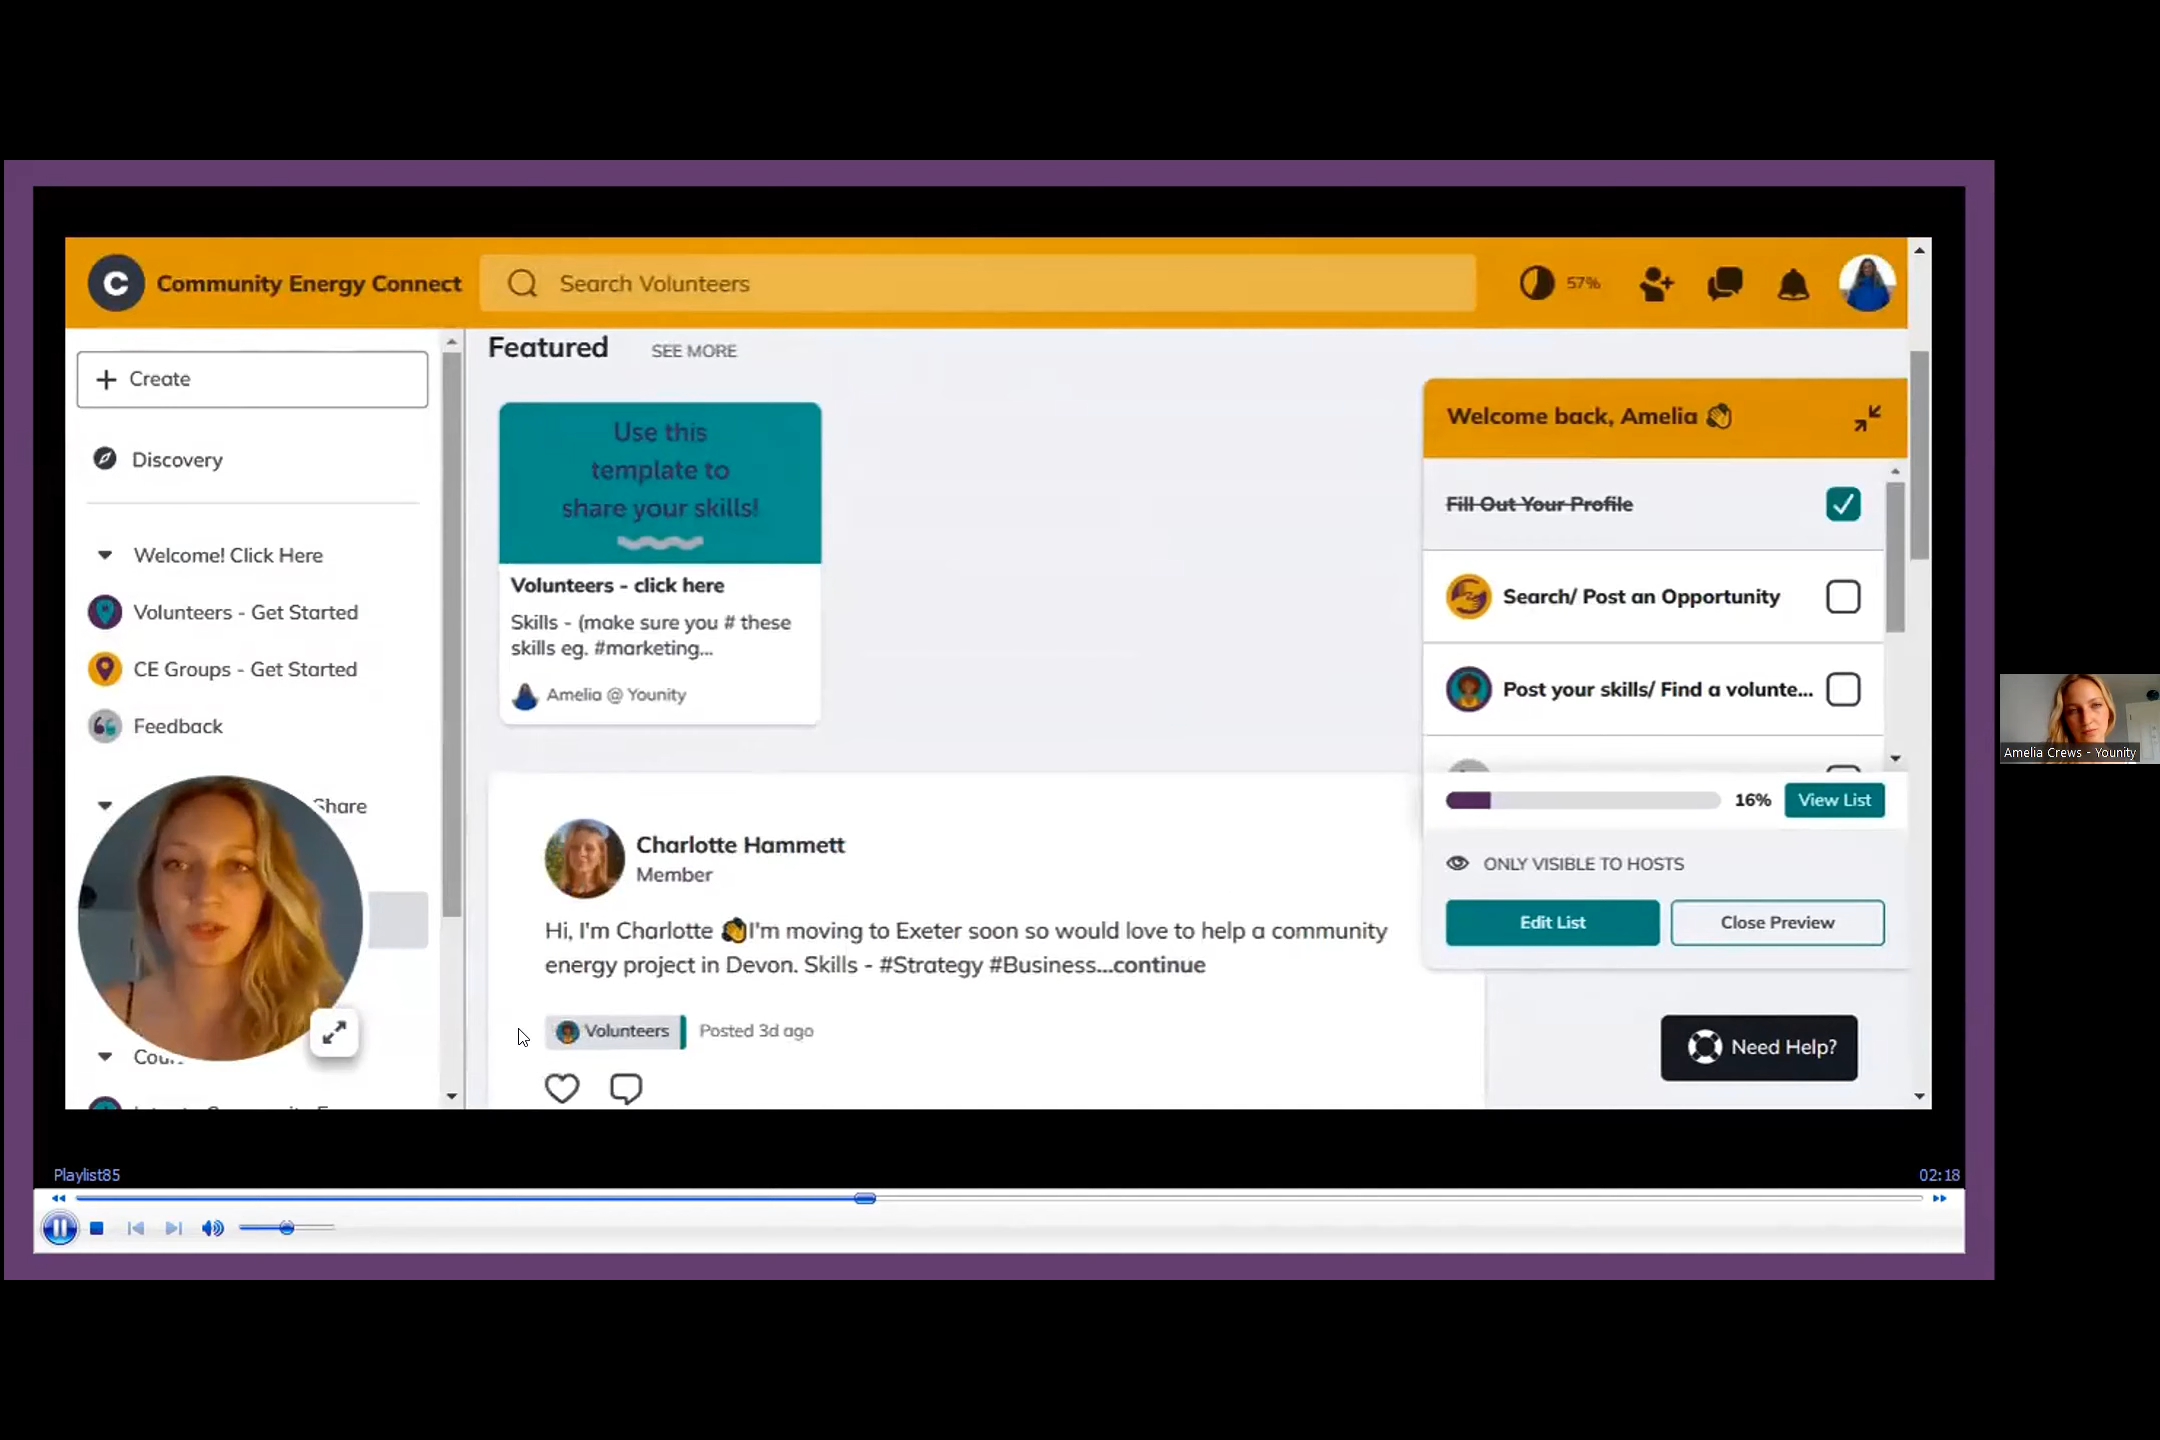 Community Energy Connect
Search Volunteers
57%
Create
Discovery
Welcome! Click Here
Volunteers - Get Started
CE Groups - Get Started
Feedback
Share
Featured
SEE MORE
Use this
template to
share your skills!
Volunteers - click here
Skills - (make sure you # these
skills eg. #marketing...
Amelia @ Younity
Charlotte Hammett
Member
Hi, I'm Charlotte 👋I'm moving to Exeter soon so would love to help a community
energy project in Devon. Skills - #Strategy #Business...continue
Volunteers
Posted 3d ago
Welcome back, Amelia 👋
Fill Out Your Profile
Search/ Post an Opportunity
Post your skills/ Find a volunte...
16%
View List
ONLY VISIBLE TO HOSTS
Edit List
Close Preview
Need Help?
Amelia Crews - Younity
Playlist85
02:18